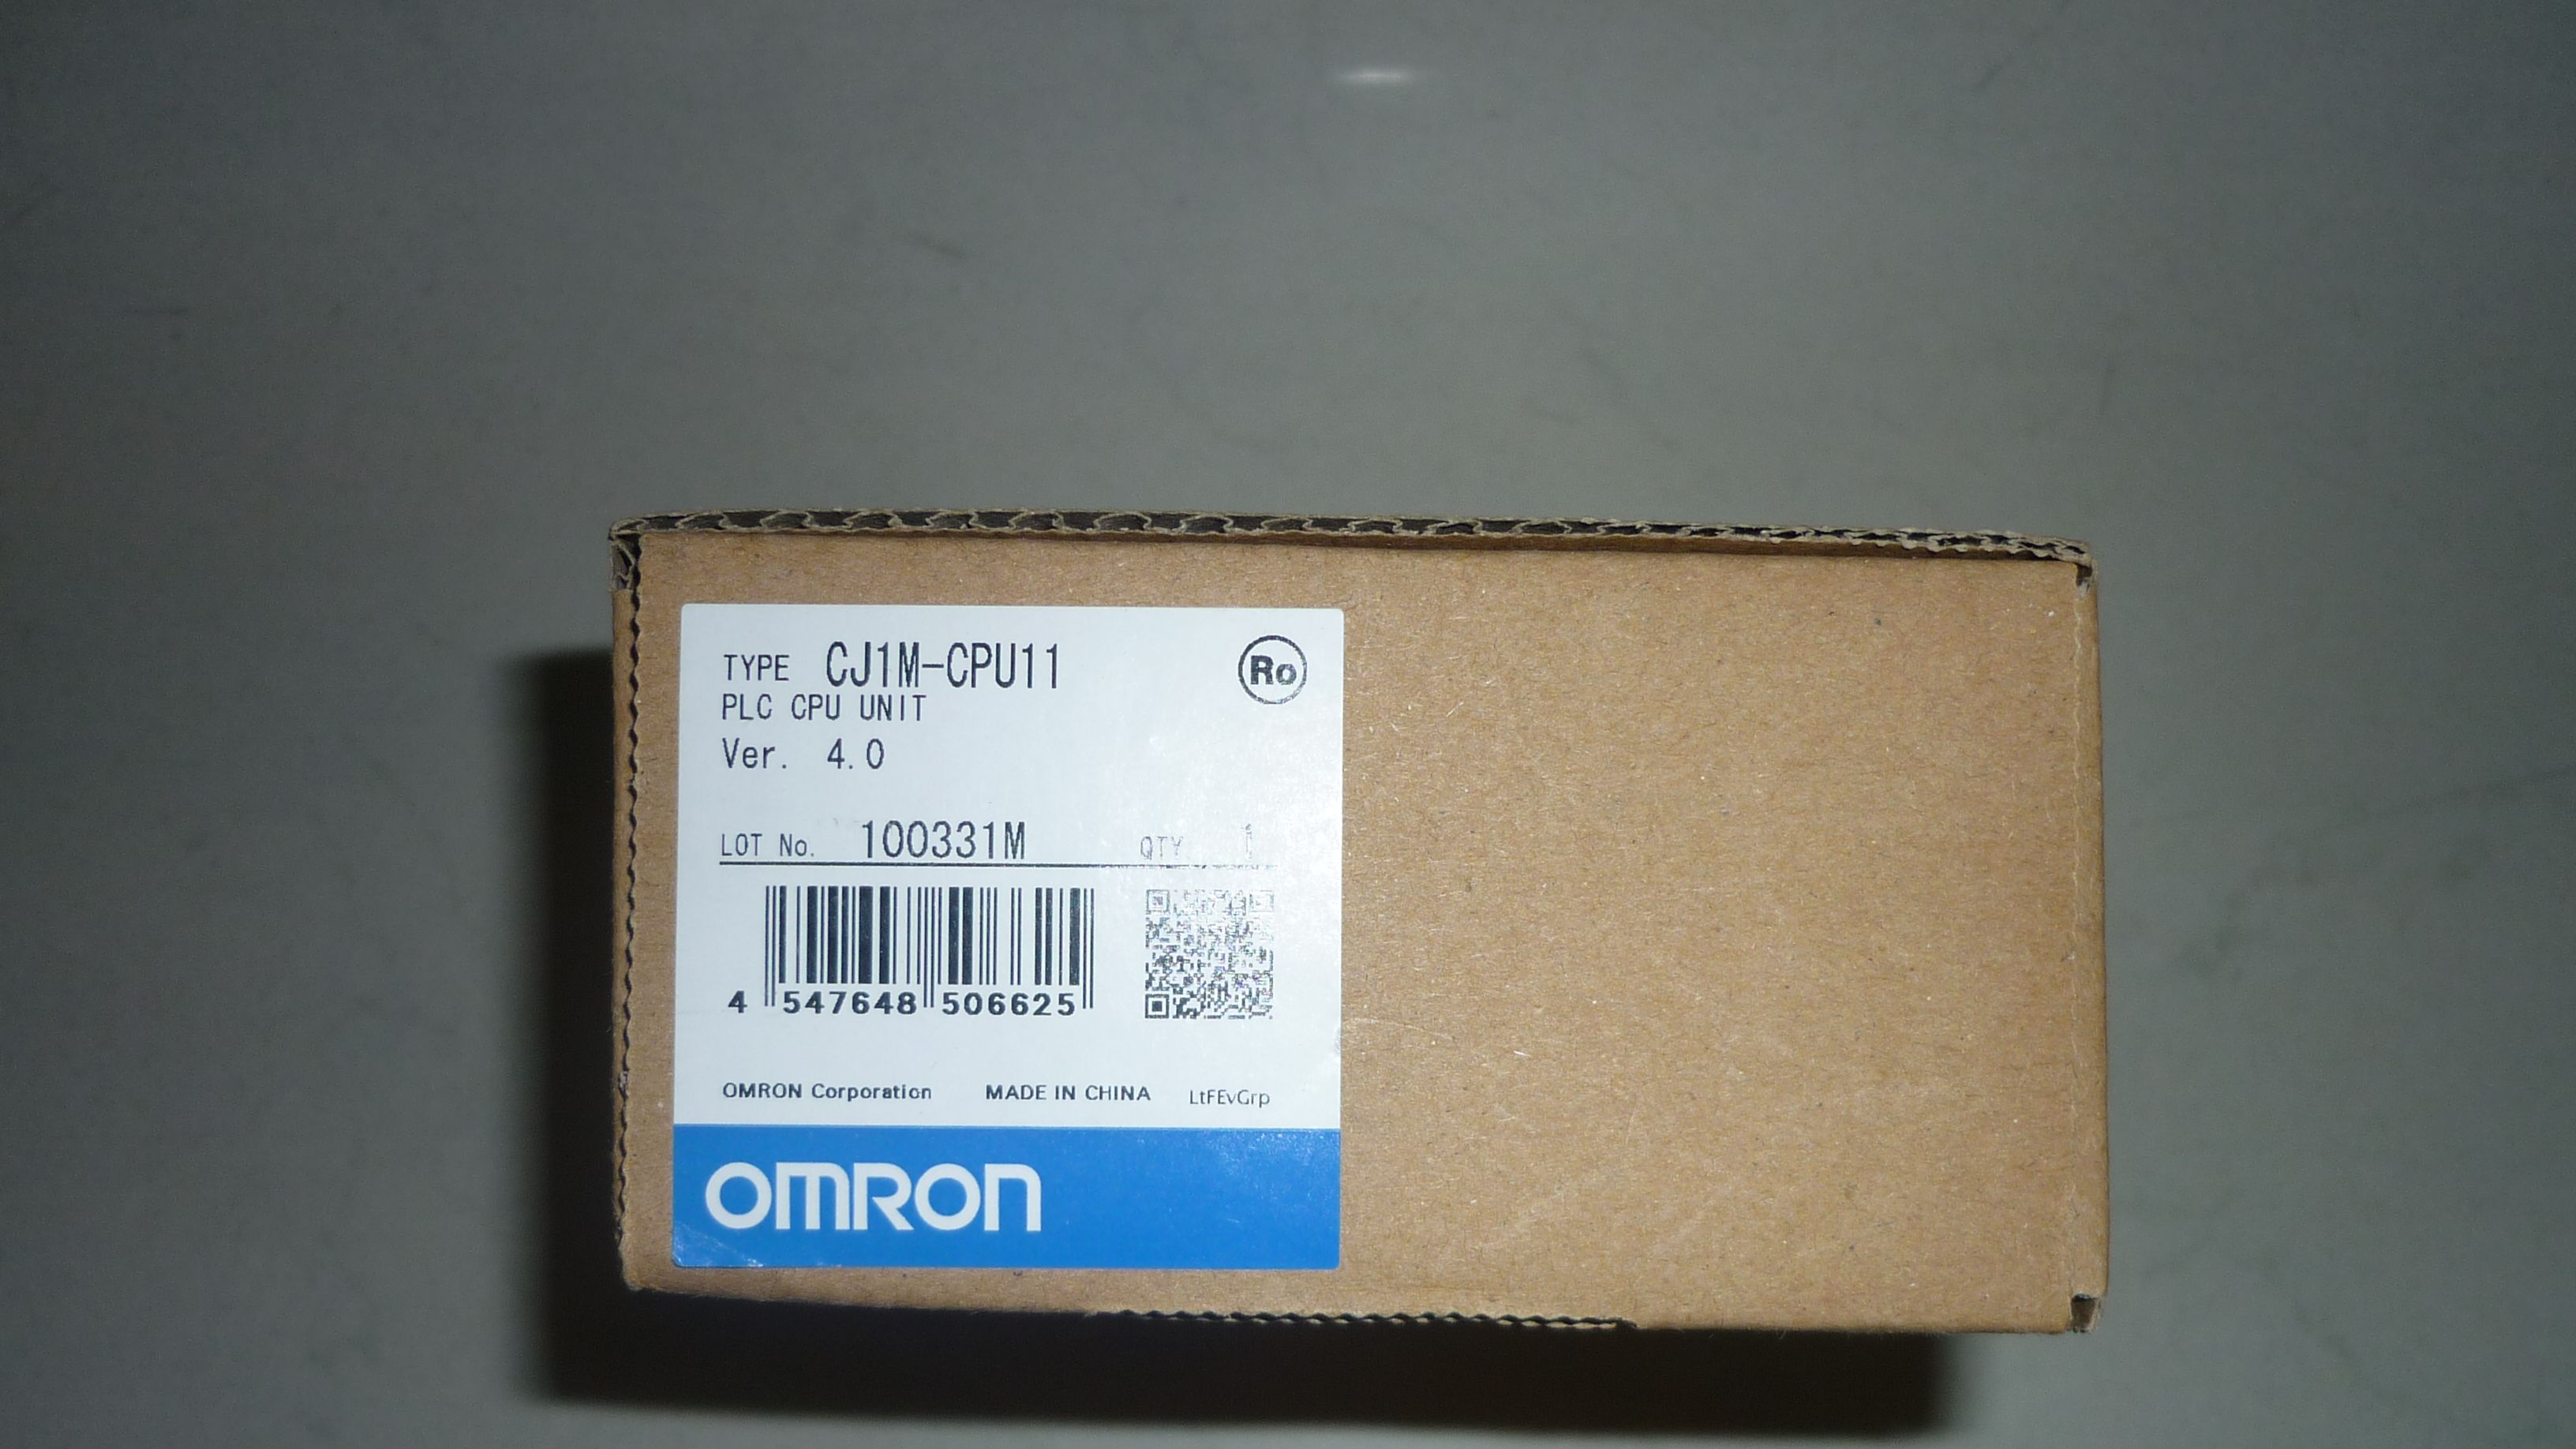 TYPE CJ1M-CPU11
Ro
PLC CPU UNIT
Ver. 4.0
LOT No. 100331M QTY 1
4 547648 506625
OMRON Corporation MADE IN CHINA LtFEvGrp
OMRON